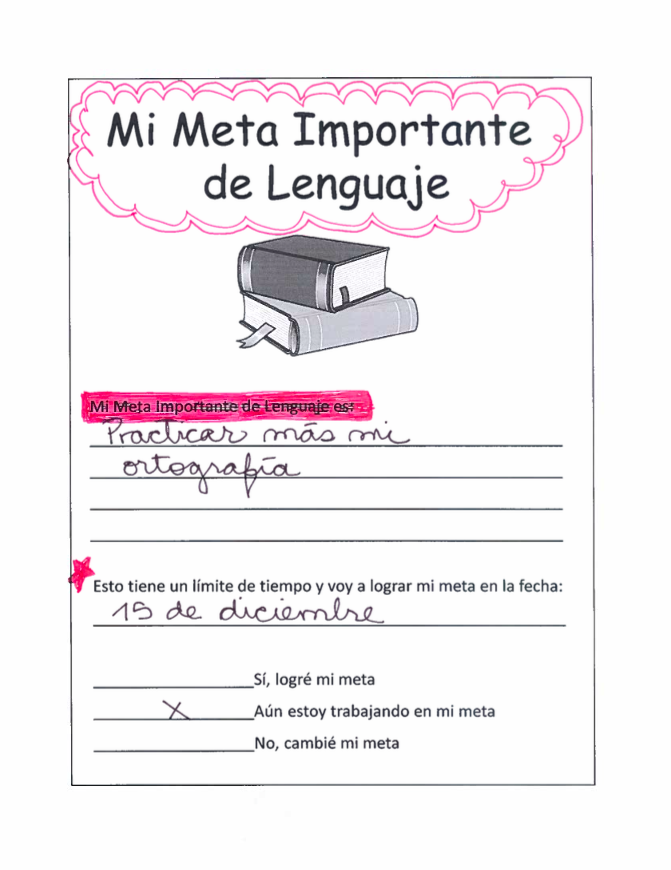 Mi Meta Importante
de Lenguaje
Mi Meta Importante de Lenguaje es:
Practicar más mi
ortografía
Esto tiene un límite de tiempo y voy a lograr mi meta en la fecha:
15 de diciembre
Sí, logré mi meta
X Aún estoy trabajando en mi meta
No, cambié mi meta